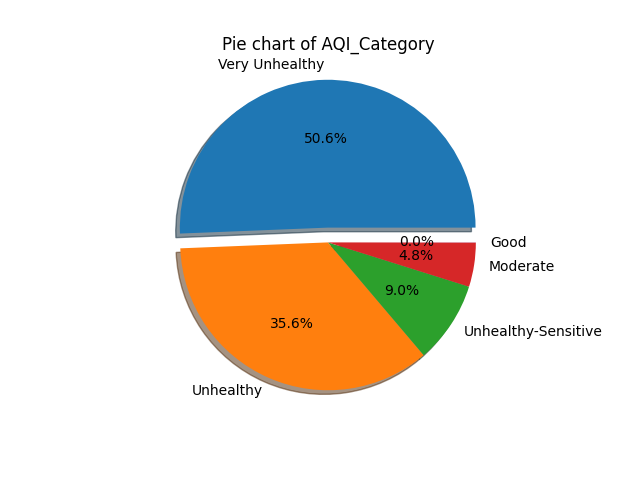 Pie chart of AQI_Category
Very Unhealthy
50.6%
0.0%
Good
4.8%
Moderate
9.0%
Unhealthy-Sensitive
35.6%
Unhealthy